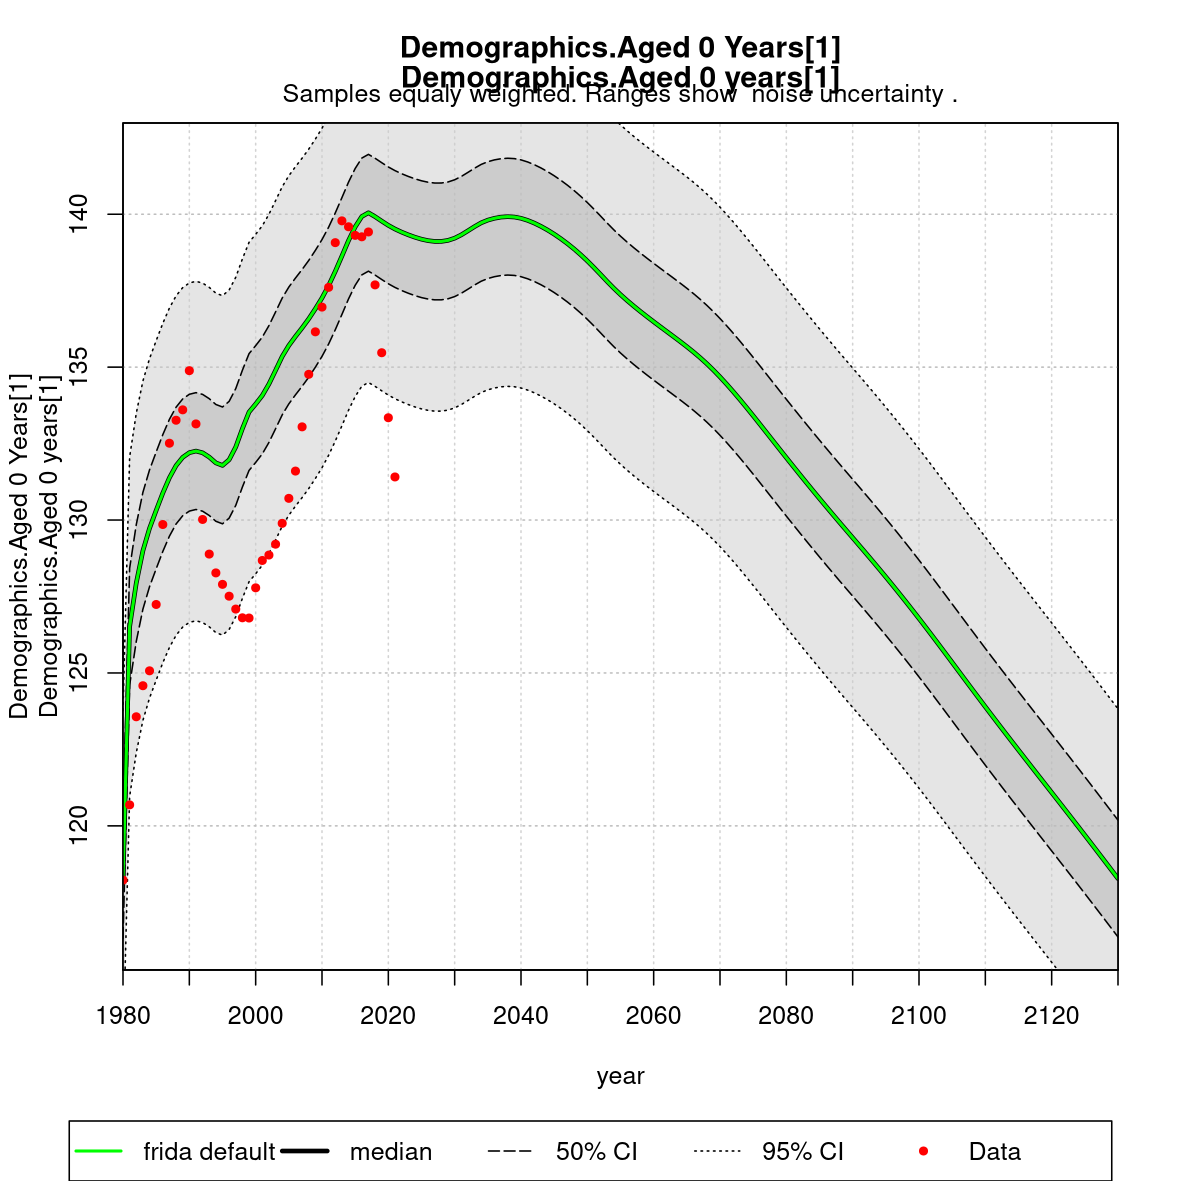 Demographics.Aged 0 Years[1]
Demographics.Aged 0 years[1]
Samples equaly weighted. Ranges show noise uncertainty .
Demographics.Aged 0 Years[1]
Demographics.Aged 0 years[1]
140
135
130
125
120
1980 2000 2020 2040 2060 2080 2100 2120
year
frida default median 50% CI 95% CI Data